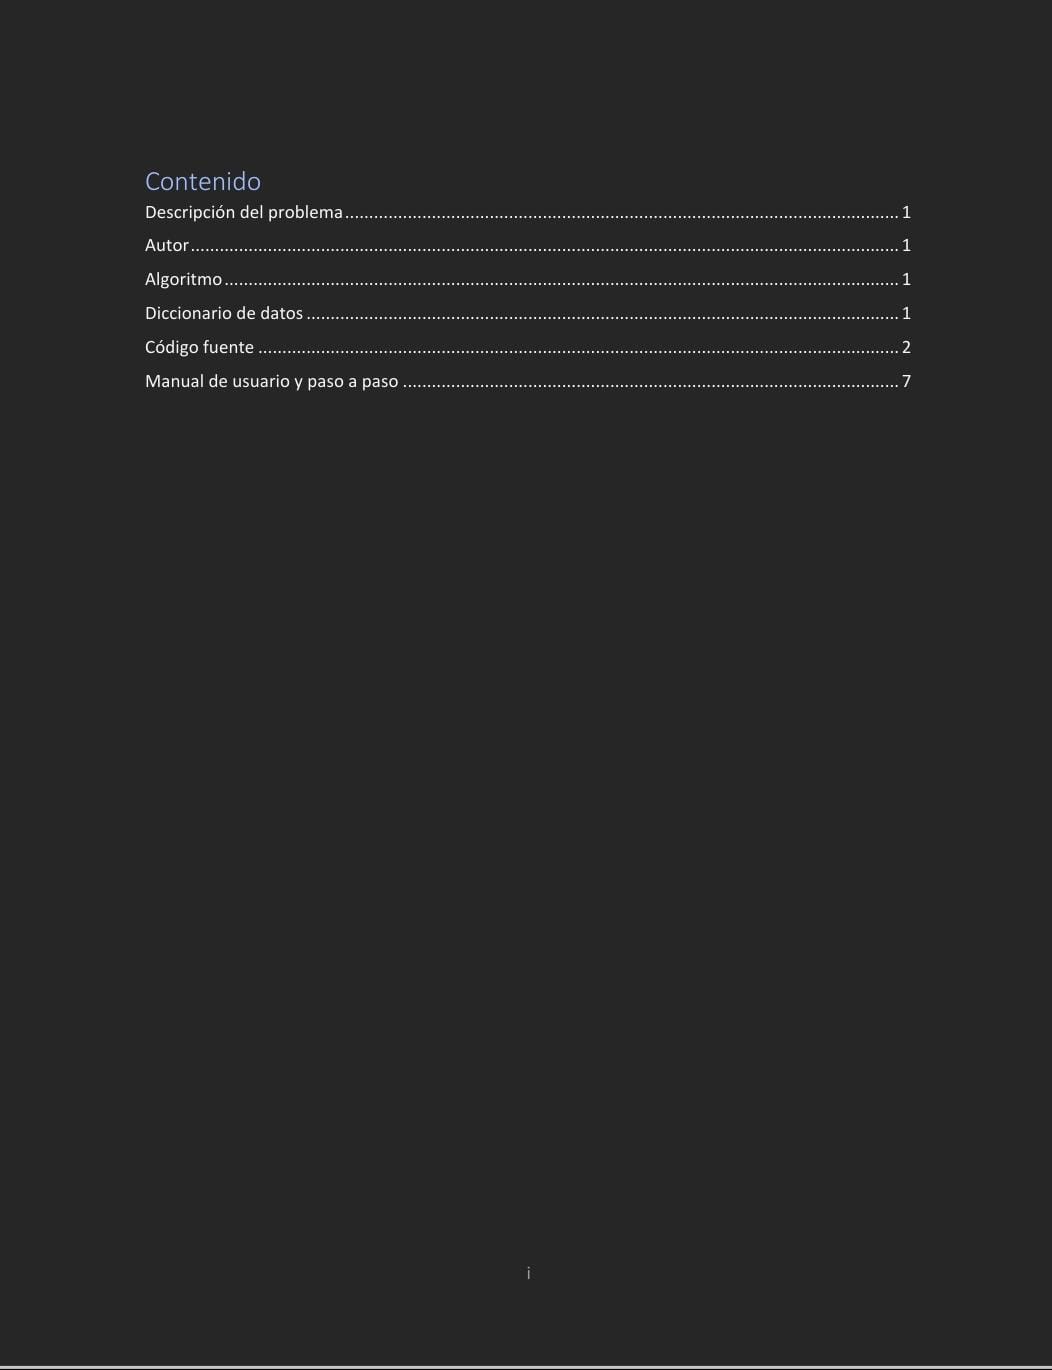 Contenido
Descripción del problema........................................................................................................................ 1
Autor........................................................................................................................ 1
Algoritmo........................................................................................................................ 1
Diccionario de datos ........................................................................................................................ 1
Código fuente ........................................................................................................................ 2
Manual de usuario y paso a paso ........................................................................................................................ 7
i